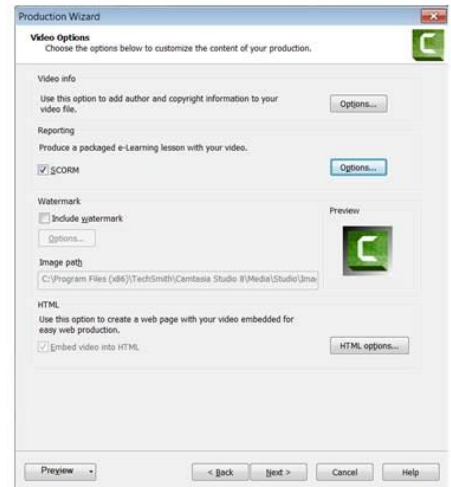 Production Wizard
Video Options
Choose the options below to customize the content of your production.
Video info
Use this option to add author and copyright information to your
video file.
Options...
Reporting
Produce a packaged e-Learning lesson with your video.
SCORM
Options...
Watermark
Include watermark
Options...
Preview
Image path
C:\Program Files (x86)\TechSmith\Camtasia Studio 8\Media\Studio\Ima
HTML
Use this option to create a web page with your video embedded for
easy web production.
Embed video into HTML
HTML options...
Preview
< Back
Next >
Cancel
Help